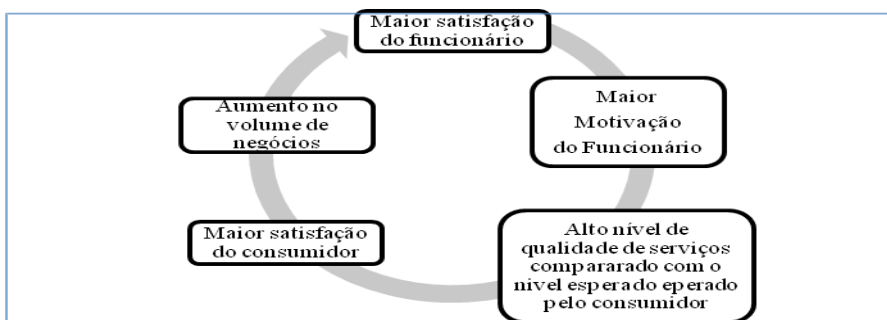 Maior satisfação
do funcionário
Maior
Motivação
do Funcionário
Alto nível de
qualidade de serviços
compararado com o
nivel esperado eperado
pelo consumidor
Maior satisfação
do consumidor
Aumento no
volume de
negócios